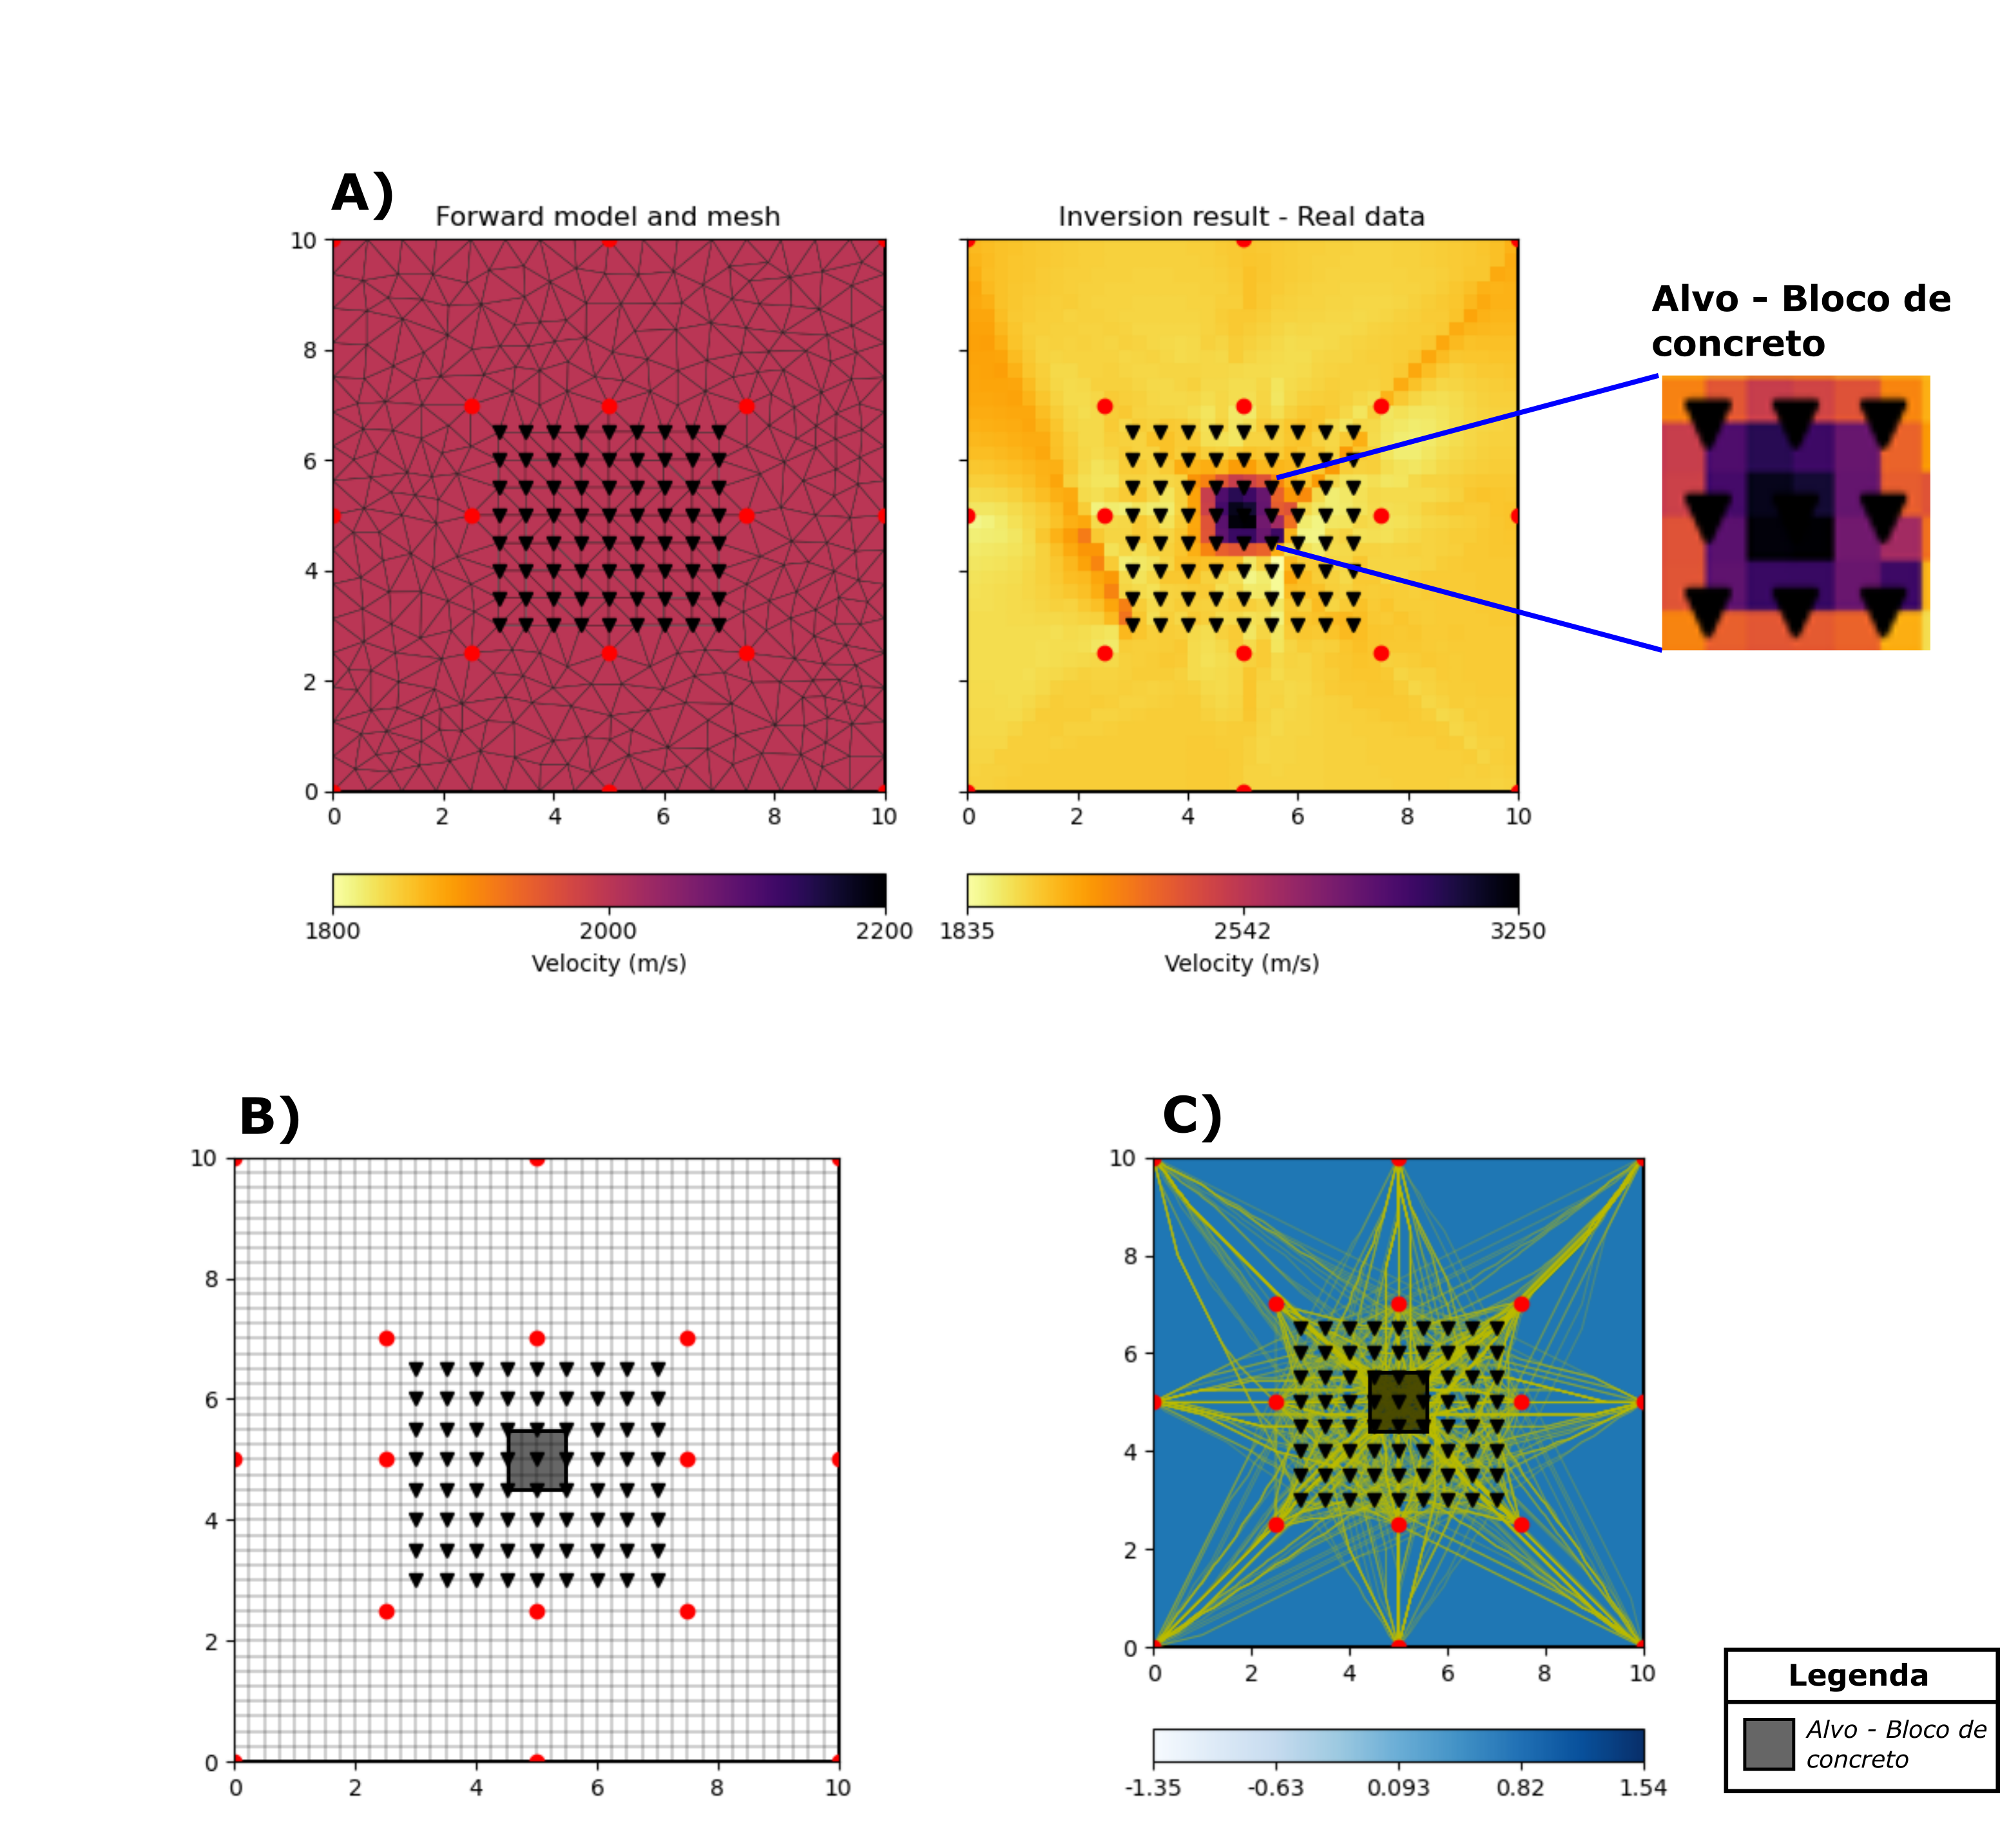 A)
Forward model and mesh
Inversion result - Real data
10
8
6
4
2
0
0 2 4 6 8 10
0 2 4 6 8 10
Alvo - Bloco de
concreto
1800 2000 2200
Velocity (m/s)
1835 2542 3250
Velocity (m/s)
B)
10
8
6
4
2
0
0 2 4 6 8 10
C)
10
8
6
4
2
0
0 2 4 6 8 10
-1.35 -0.63 0.093 0.82 1.54
Legenda
Alvo - Bloco de
concreto